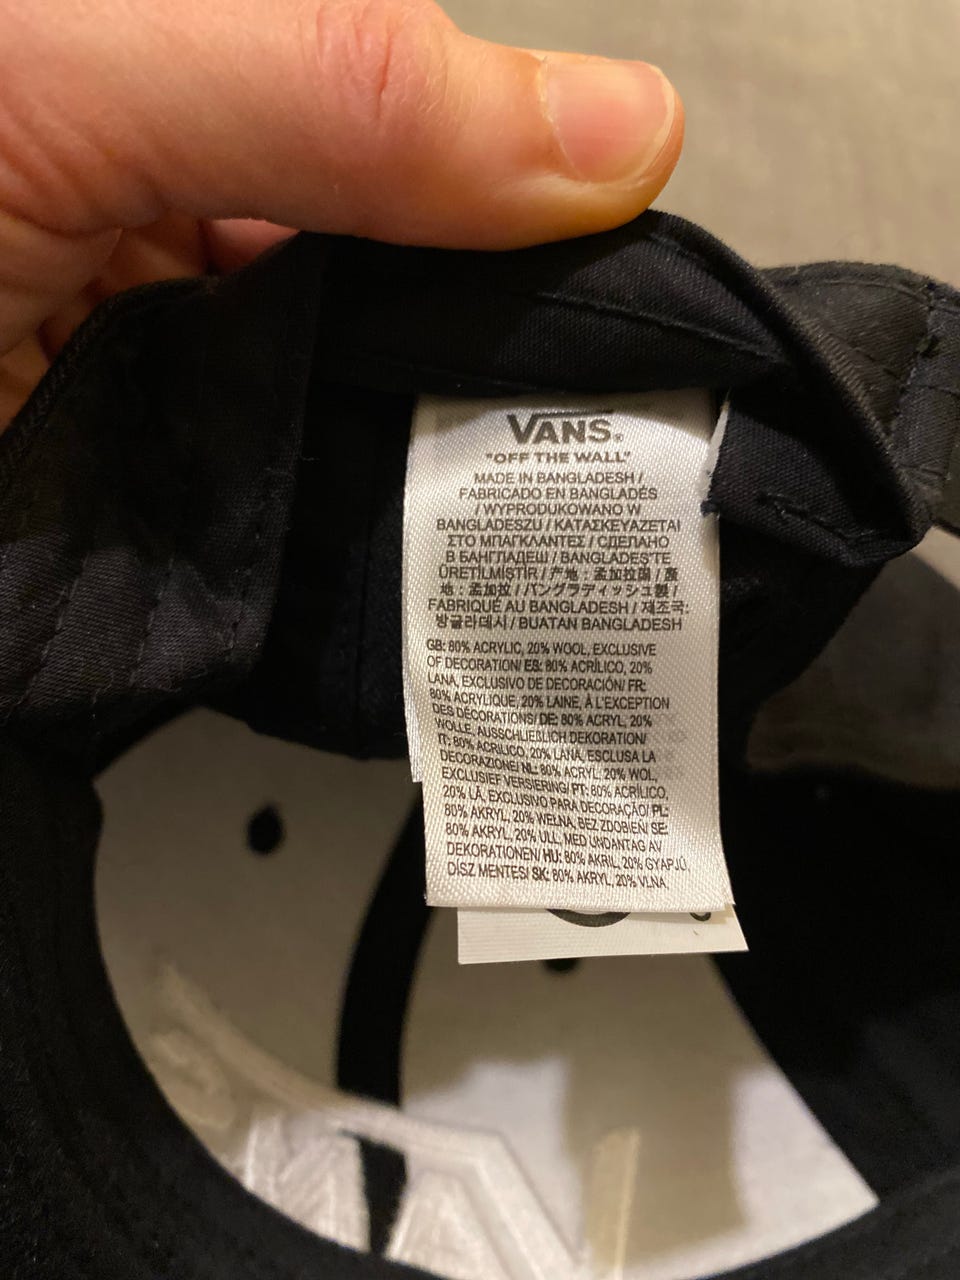 VANS.
"OFF THE WALL"
MADE IN BANGLADESH /
FABRICADO EN BANGLADÉS
/ WYPRODUKOWANO W
BANGLADESZU / ΚΑΤΑΣΚΕΥΑΖΕΤΑΙ
ΣΤΟ ΜΠΑΓΚΛΑΝΤΕΣ / СДЕЛАНО
В БАНГЛАДЕШ / BANGLADEŞ'TE
ÜRETİLMİŞTİR / 产地：孟加拉国 / 產
地：孟加拉 / バングラディッシュ製 /
FABRIQUÉ AU BANGLADESH / 제조국:
방글라데시 / BUATAN BANGLADESH
GB: 80% ACRYLIC, 20% WOOL, EXCLUSIVE
OF DECORATION/ ES: 80% ACRÍLICO, 20%
LANA, EXCLUSIVO DE DECORACIÓN/ FR:
80% ACRYLIQUE, 20% LAINE, À L'EXCEPTION
DES DÉCORATIONS/ DE: 80% ACRYL, 20%
WOLLE, AUSSCHLIEßLICH DEKORATION/
IT: 80% ACRILICO, 20% LANA, ESCLUSA LA
DECORAZIONE/ NL: 80% ACRYL, 20% WOL,
EXCLUSIEF VERSIERING/ PT: 80% ACRÍLICO,
20% LÃ, EXCLUSIVO PARA DECORAÇÃO/ PL:
80% AKRYL, 20% WEŁNA, BEZ ZDOBIEŃ/ SE:
80% AKRYL, 20% ULL, MED UNDANTAG AV
DEKORATIONEN/ HU: 80% AKRIL, 20% GYAPJÚ,
DÍSZ MENTES/ SK: 80% AKRYL, 20% VLNA,